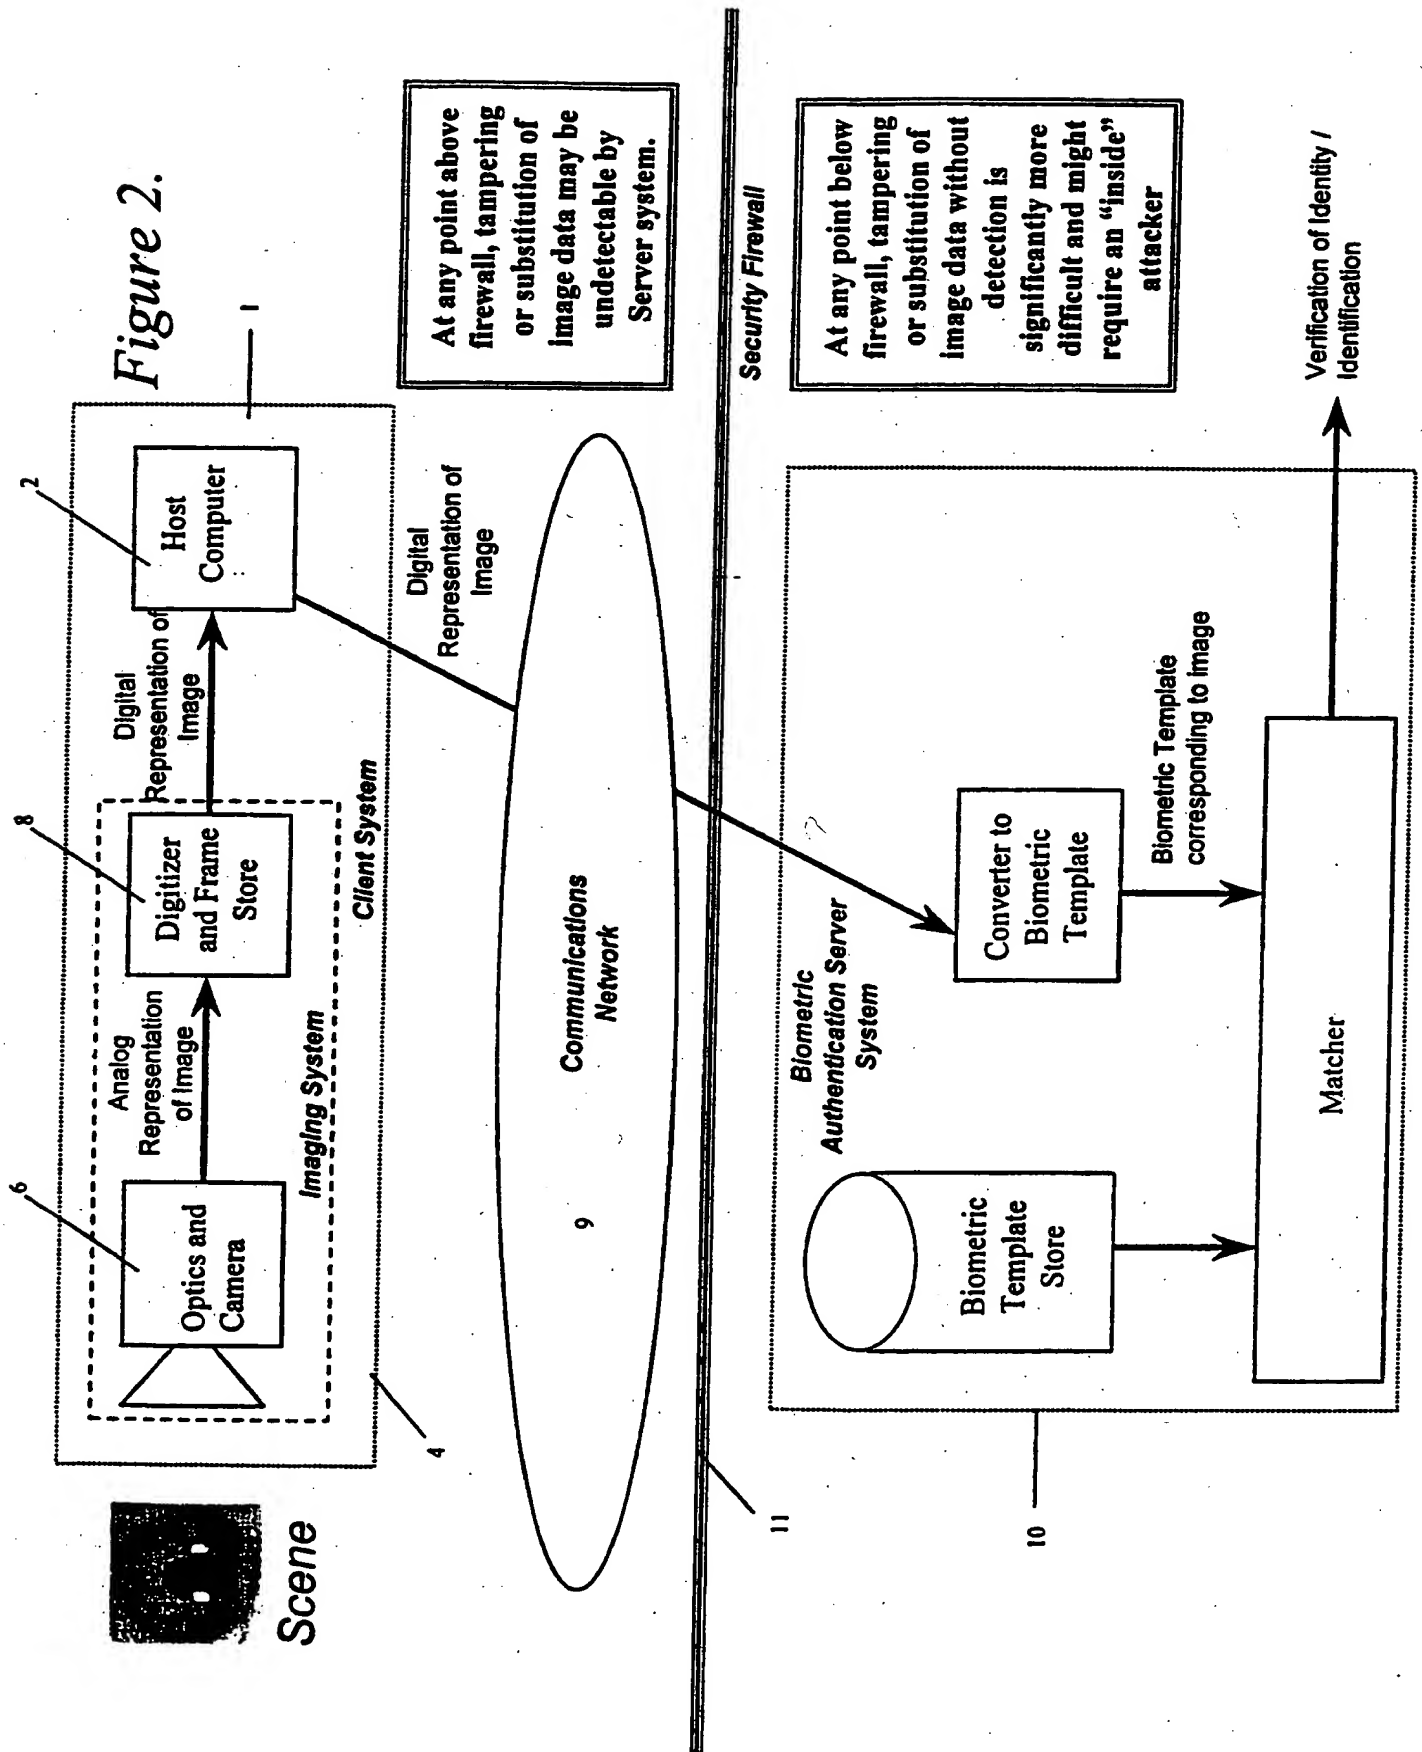 Figure 2.
Scene
6
8
2
1
4
Optics and
Camera
Analog
Representation
of Image
Digitizer
and Frame
Store
Digital
Representation of
Image
Host
Computer
Imaging System
Client System
Digital
Representation of
Image
At any point above
firewall, tampering
or substitution of
image data may be
undetectable by
Server system.
Communications
Network
9
11
Security Firewall
At any point below
firewall, tampering
or substitution of
image data without
detection is
significantly more
difficult and might
require an “inside”
attacker
Biometric
Authentication Server
System
10
Biometric
Template
Store
Converter to
Biometric
Template
Biometric Template
corresponding to image
Matcher
Verification of Identity /
Identification